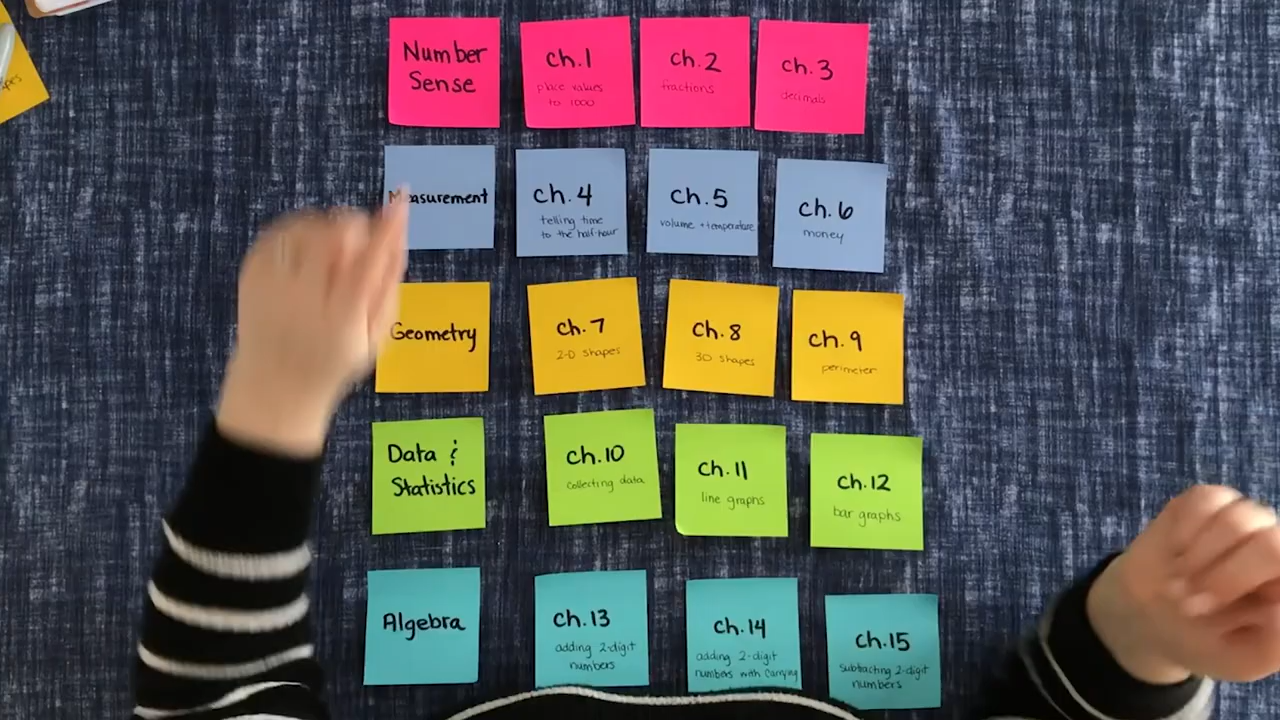 Number
Sense
ch.1
place values
to 1000
ch.2
fractions
ch.3
decimals
Measurement
ch.4
telling time
to the half-hour
ch.5
volume + temperature
ch.6
money
Geometry
ch.7
2-D shapes
ch.8
3D shapes
ch.9
perimeter
Data &
Statistics
ch.10
collecting data
ch.11
line graphs
ch.12
bar graphs
Algebra
ch.13
adding 2-digit
numbers
ch.14
adding 2-digit
numbers with carrying
ch.15
subtracting 2-digit
numbers